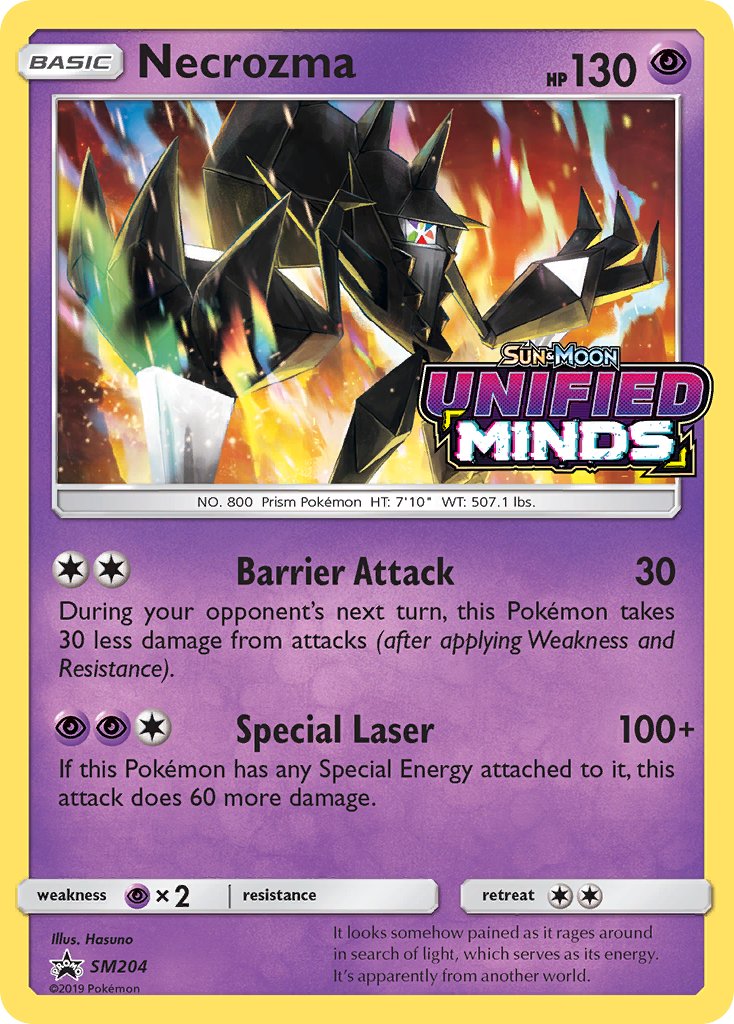 BASIC Necrozma HP 130
SUN & MOON
UNIFIED
MINDS
NO. 800 Prism Pokémon HT: 7'10" WT: 507.1 lbs.
Barrier Attack 30
During your opponent's next turn, this Pokémon takes
30 less damage from attacks (after applying Weakness and
Resistance).
Special Laser 100+
If this Pokémon has any Special Energy attached to it, this
attack does 60 more damage.
weakness ×2 resistance retreat
Illus. Hasuno
PROMO SM204
©2019 Pokémon
It looks somehow pained as it rages around
in search of light, which serves as its energy.
It's apparently from another world.